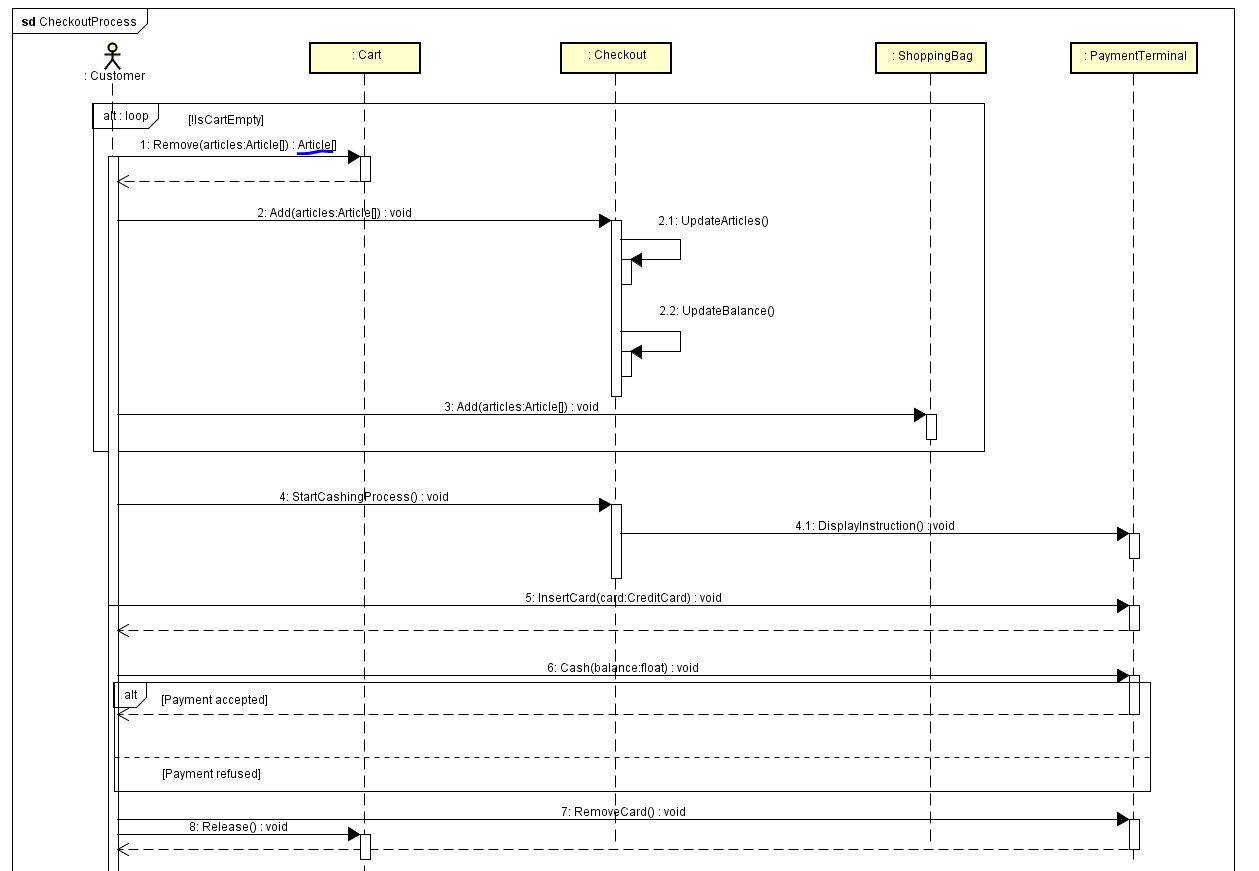 sd CheckoutProcess
: Customer
: Cart
: Checkout
: ShoppingBag
: PaymentTerminal
alt : loop
[!IsCartEmpty]
1: Remove(articles:Article[]) : Article[]
2: Add(articles:Article[]) : void
2.1: UpdateArticles()
2.2: UpdateBalance()
3: Add(articles:Article[]) : void
4: StartCashingProcess() : void
4.1: DisplayInstruction() : void
5: InsertCard(card:CreditCard) : void
6: Cash(balance:float) : void
alt
[Payment accepted]
[Payment refused]
7: RemoveCard() : void
8: Release() : void